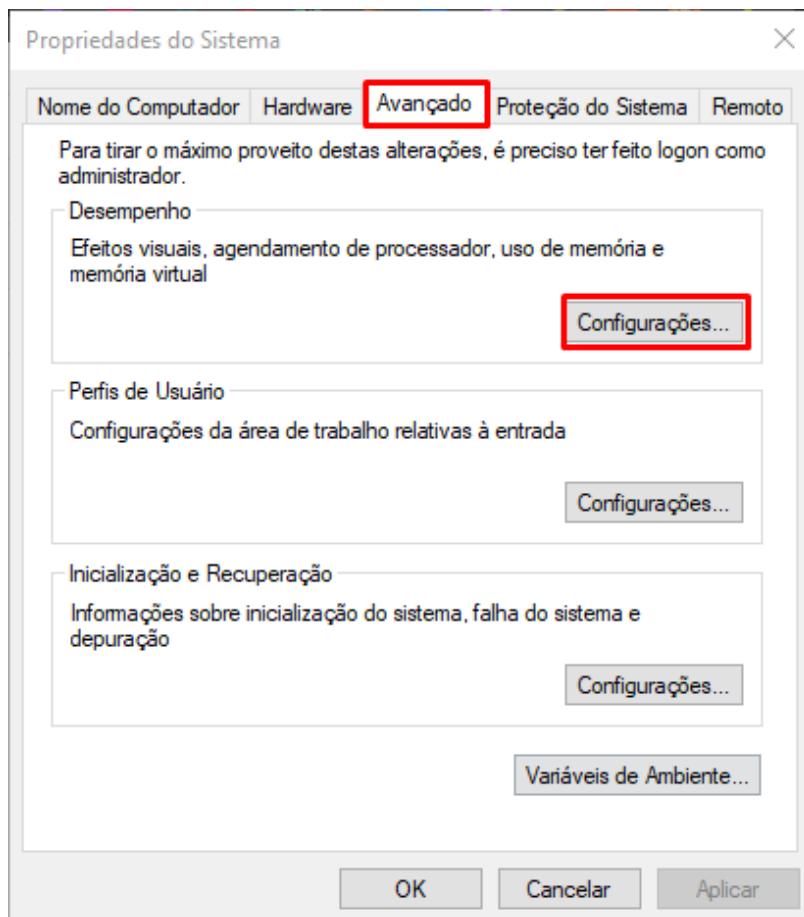 Propriedades do Sistema
Nome do Computador Hardware Avançado Proteção do Sistema Remoto
Para tirar o máximo proveito destas alterações, é preciso ter feito logon como
administrador.
Desempenho
Efeitos visuais, agendamento de processador, uso de memória e
memória virtual
Configurações...
Perfis de Usuário
Configurações da área de trabalho relativas à entrada
Configurações...
Inicialização e Recuperação
Informações sobre inicialização do sistema, falha do sistema e
depuração
Configurações...
Variáveis de Ambiente...
OK Cancelar Aplicar